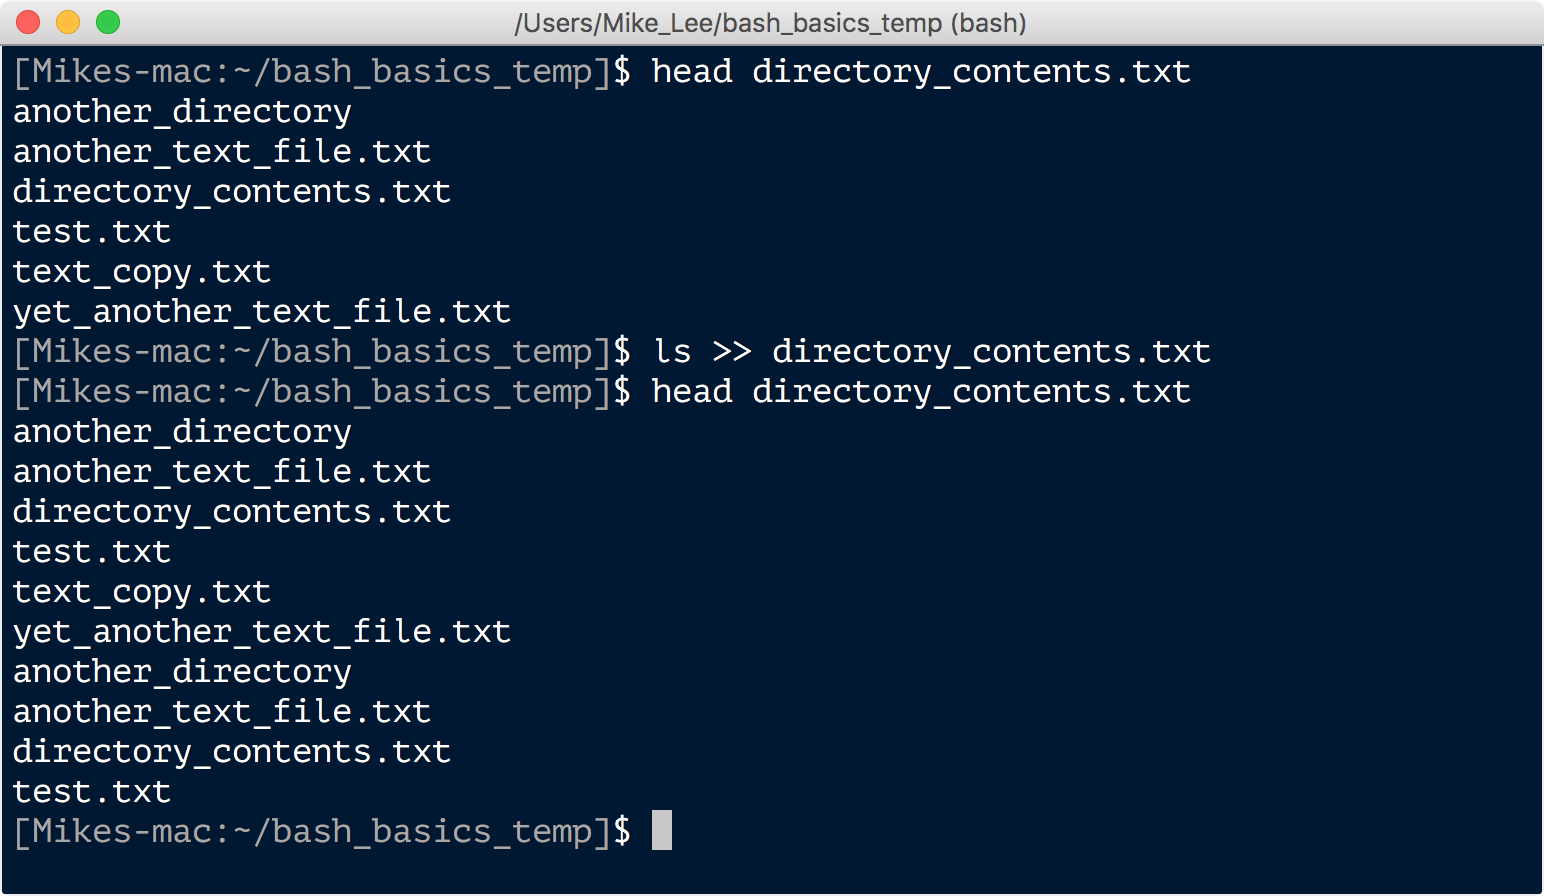 /Users/Mike_Lee/bash_basics_temp (bash)
[Mikes-mac:~/bash_basics_temp]$ head directory_contents.txt
another_directory
another_text_file.txt
directory_contents.txt
test.txt
text_copy.txt
yet_another_text_file.txt
[Mikes-mac:~/bash_basics_temp]$ ls >> directory_contents.txt
[Mikes-mac:~/bash_basics_temp]$ head directory_contents.txt
another_directory
another_text_file.txt
directory_contents.txt
test.txt
text_copy.txt
yet_another_text_file.txt
another_directory
another_text_file.txt
directory_contents.txt
test.txt
[Mikes-mac:~/bash_basics_temp]$